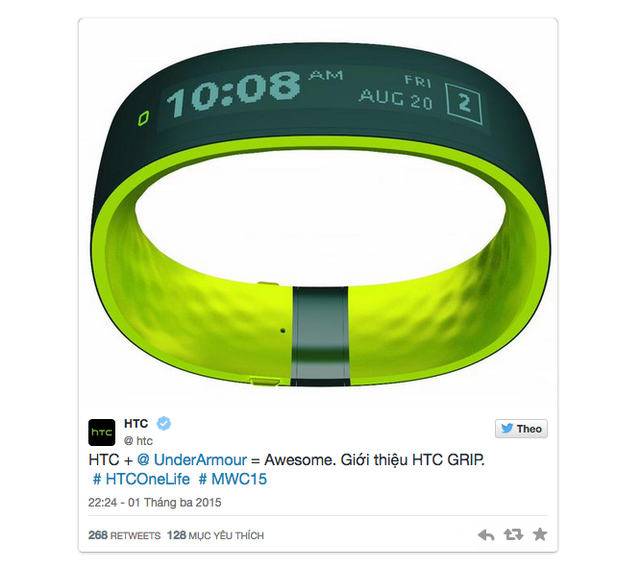 10:08 AM FRI
AUG 20 2
hTC
HTC
@ htc
Theo
HTC + @ UnderArmour = Awesome. Giới thiệu HTC GRIP.
# HTCOneLife # MWC15
22:24 - 01 Tháng ba 2015
268 RETWEETS 128 MỤC YÊU THÍCH